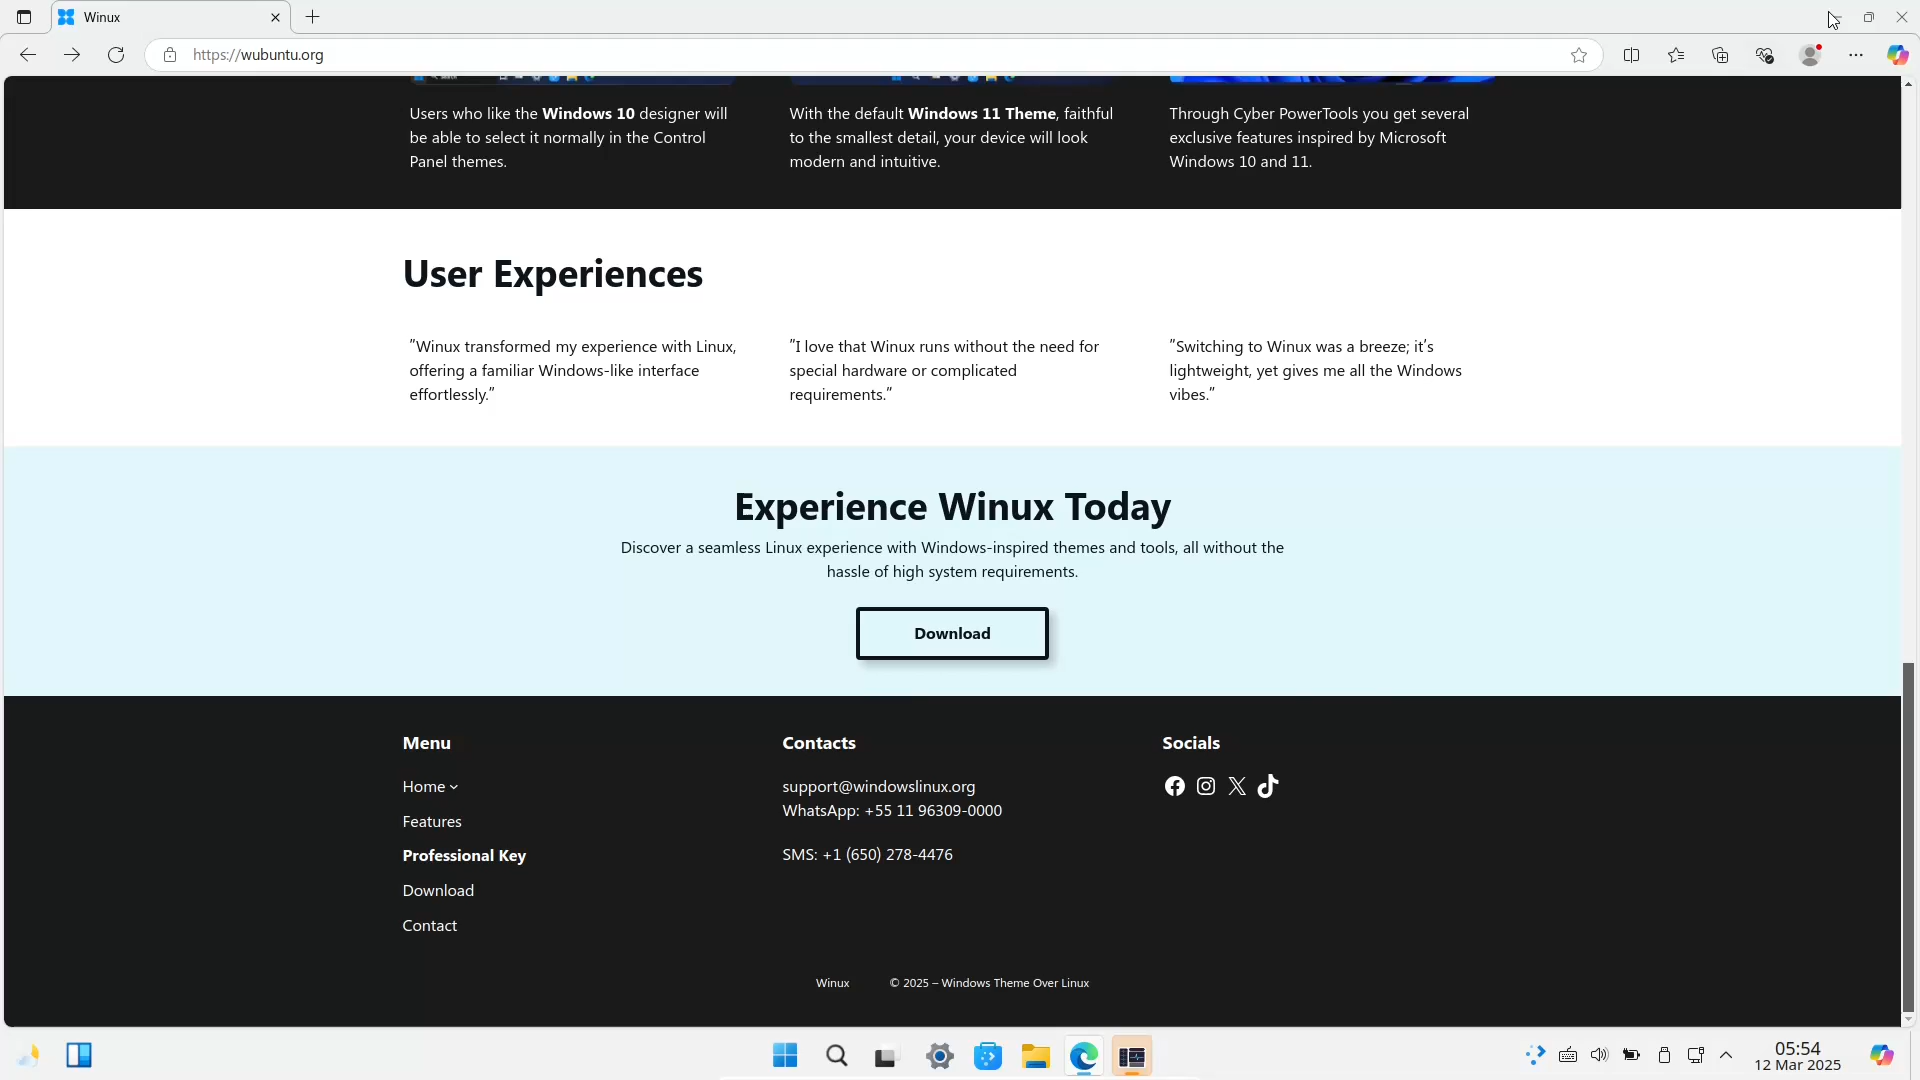 Winux
https://wubuntu.org
Users who like the Windows 10 designer will
be able to select it normally in the Control
Panel themes.
With the default Windows 11 Theme, faithful
to the smallest detail, your device will look
modern and intuitive.
Through Cyber PowerTools you get several
exclusive features inspired by Microsoft
Windows 10 and 11.
User Experiences
"Winux transformed my experience with Linux,
offering a familiar Windows-like interface
effortlessly."
"I love that Winux runs without the need for
special hardware or complicated
requirements."
"Switching to Winux was a breeze; it's
lightweight, yet gives me all the Windows
vibes."
Experience Winux Today
Discover a seamless Linux experience with Windows-inspired themes and tools, all without the
hassle of high system requirements.
Download
Menu
Home
Features
Professional Key
Download
Contact
Contacts
support@windowslinux.org
WhatsApp: +55 11 96309-0000
SMS: +1 (650) 278-4476
Socials
Winux
© 2025 – Windows Theme Over Linux
05:54
12 Mar 2025